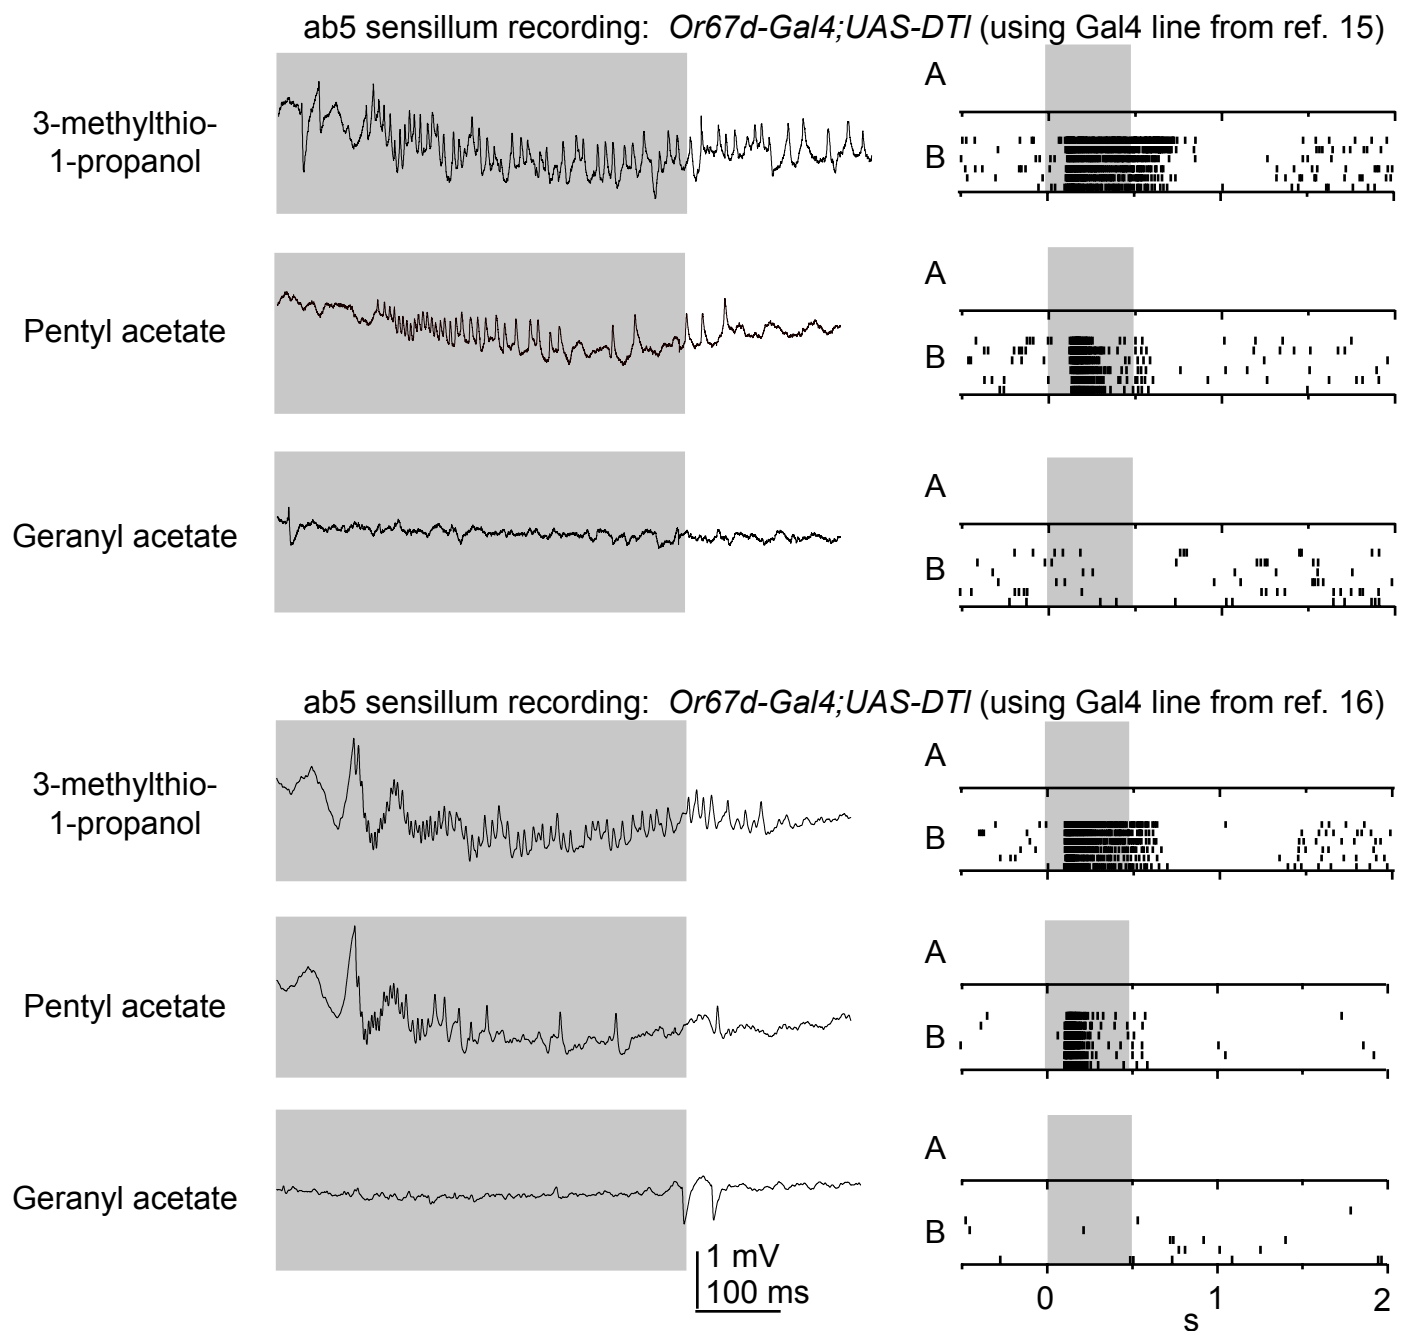 ab5 sensillum recording: Or67d-Gal4;UAS-DTI (using Gal4 line from ref. 15)
3-methylthio-
1-propanol
A
B
Pentyl acetate
A
B
Geranyl acetate
A
B
ab5 sensillum recording: Or67d-Gal4;UAS-DTI (using Gal4 line from ref. 16)
3-methylthio-
1-propanol
A
B
Pentyl acetate
A
B
Geranyl acetate
A
B
1 mV
100 ms
0 1 2
s